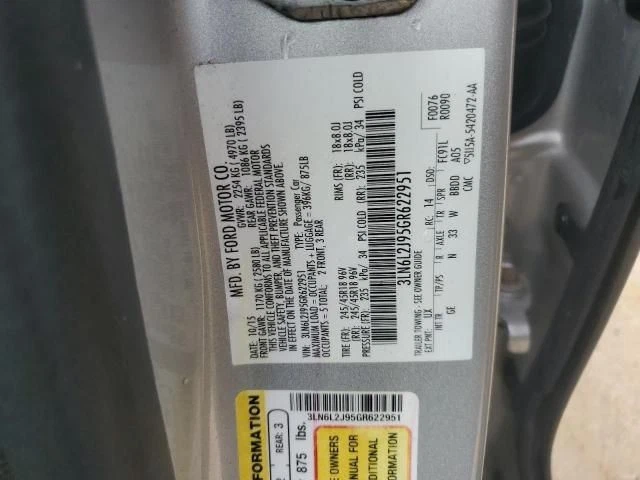 MFD. BY FORD MOTOR CO.
DATE: 10/15 GVWR: 2254 KG ( 4970 LB)
FRONT GAWR: 1170 KG (2580 LB) REAR GAWR: 1086 KG ( 2395 LB)
THIS VEHICLE CONFORMS TO ALL APPLICABLE FEDERAL MOTOR
VEHICLE SAFETY, BUMPER, AND THEFT PREVENTION STANDARDS
IN EFFECT ON THE DATE OF MANUFACTURE SHOWN ABOVE.
VIN: 3LN6L2J95GR622951 TYPE: Passenger Car
MAXIMUM LOAD = OCCUPANTS + LUGGAGE = 396KG/ 875LB
OCCUPANTS = 5 TOTAL, 2 FRONT, 3 REAR
TIRE (FR): 245/45R18 96V RIMS (FR): 18x8.0J
(RR): 245/45R18 96V (RR): 18x8.0J
PRESSURE (FR): 235 kPa/ 34 PSI COLD (RR): 235 kPa/ 34 PSI COLD
3LN6L2J95GR622951
TRAILER TOWING - SEE OWNER GUIDE
EXT PNT: UX RC: 14 DSO: FC91L F0076
R0090
INT TR TP/PS R AXLE TR SPR
GE N 33 W BBDD A05
CMC ▽5U5A-5420472-AA
3LN6L2J95GR622951
FORMATION
REAR: 3
875 lbs.
E OWNERS
NUAL FOR
DITIONAL